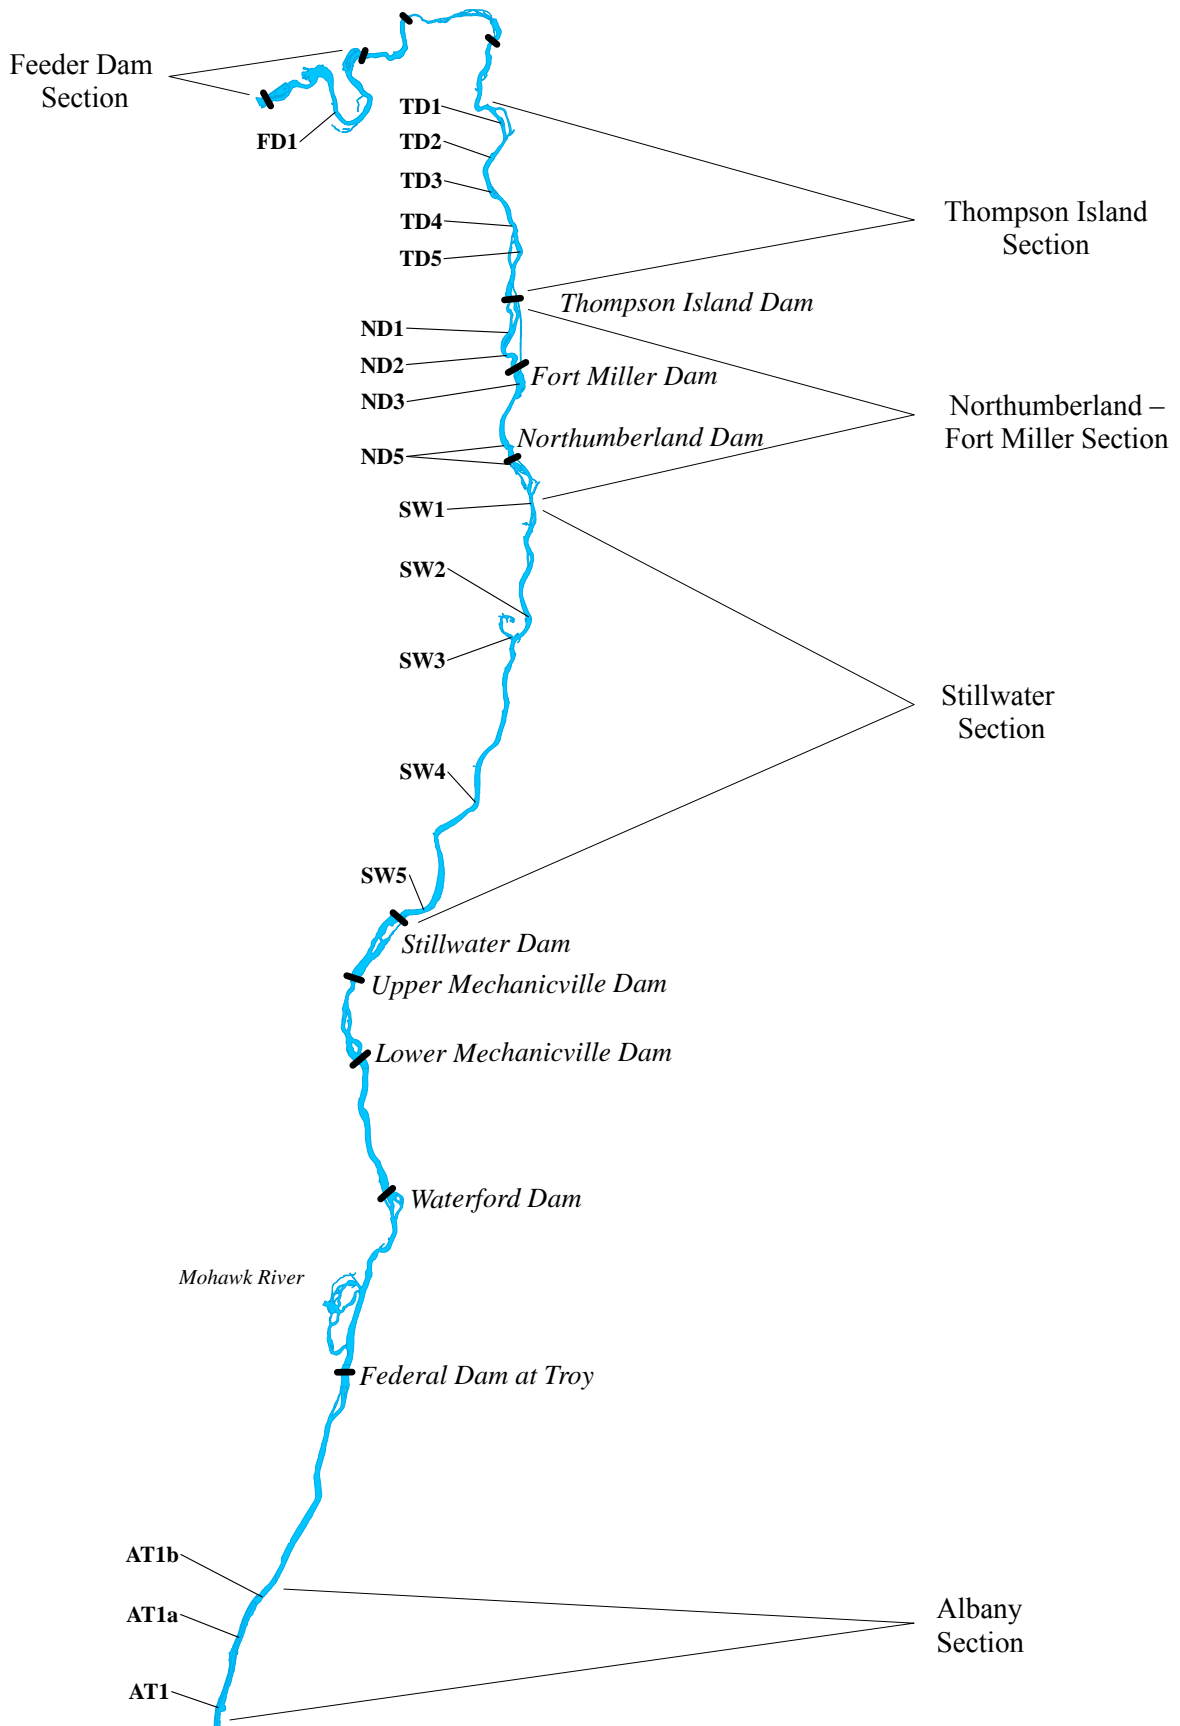 Feeder Dam
Section
FD1
TD1
TD2
TD3
TD4
TD5
Thompson Island
Section
Thompson Island Dam
ND1
ND2
Fort Miller Dam
ND3
Northumberland –
Fort Miller Section
Northumberland Dam
ND5
SW1
SW2
SW3
Stillwater
Section
SW4
SW5
Stillwater Dam
Upper Mechanicville Dam
Lower Mechanicville Dam
Waterford Dam
Mohawk River
Federal Dam at Troy
AT1b
AT1a
Albany
Section
AT1